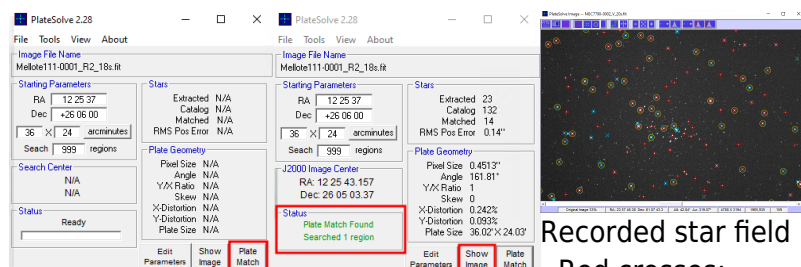 PlateSolve 2.28
File Tools View About
Image File Name
Mellote111-0001_R2_18s.fit
Starting Parameters
RA 12 25 37
Dec +26 06 00
36 X 24 arcminutes
Seach 999 regions
Stars
Extracted N/A
Catalog N/A
Matched N/A
RMS Pos Error N/A
Search Center
N/A
N/A
Plate Geometry
Pixel Size N/A
Angle N/A
Y/X Ratio N/A
Skew N/A
X-Distortion N/A
Y-Distortion N/A
Plate Size N/A
Status
Ready
Edit Parameters
Show Image
Plate Match
PlateSolve 2.28
File Tools View About
Image File Name
Mellote111-0001_R2_18s.fit
Starting Parameters
RA 12 25 37
Dec +26 06 00
36 X 24 arcminutes
Seach 999 regions
Stars
Extracted 23
Catalog 132
Matched 14
RMS Pos Error 0.14"
J2000 Image Center
RA: 12 25 43.157
Dec: 26 05 03.37
Plate Geometry
Pixel Size 0.4513"
Angle 161.81°
Y/X Ratio 1
Skew 0
X-Distortion 0.242%
Y-Distortion 0.093%
Plate Size 36.02' X 24.03'
Status
Plate Match Found
Searched 1 region
Edit Parameters
Show Image
Plate Match
Recorded star field
Red crosses: